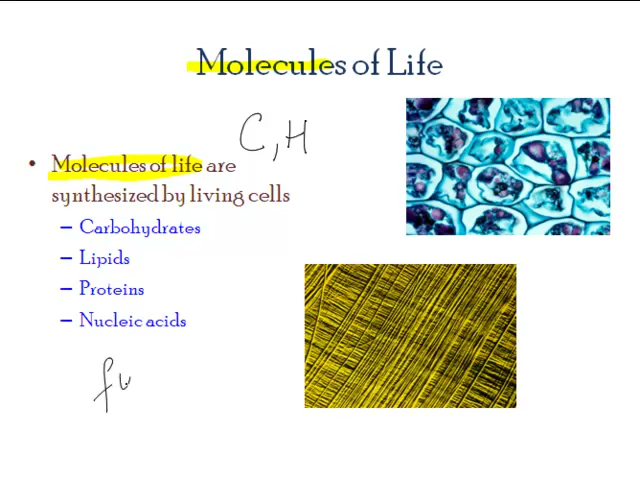 Molecules of Life
C, H
• Molecules of life are
synthesized by living cells
– Carbohydrates
– Lipids
– Proteins
– Nucleic acids